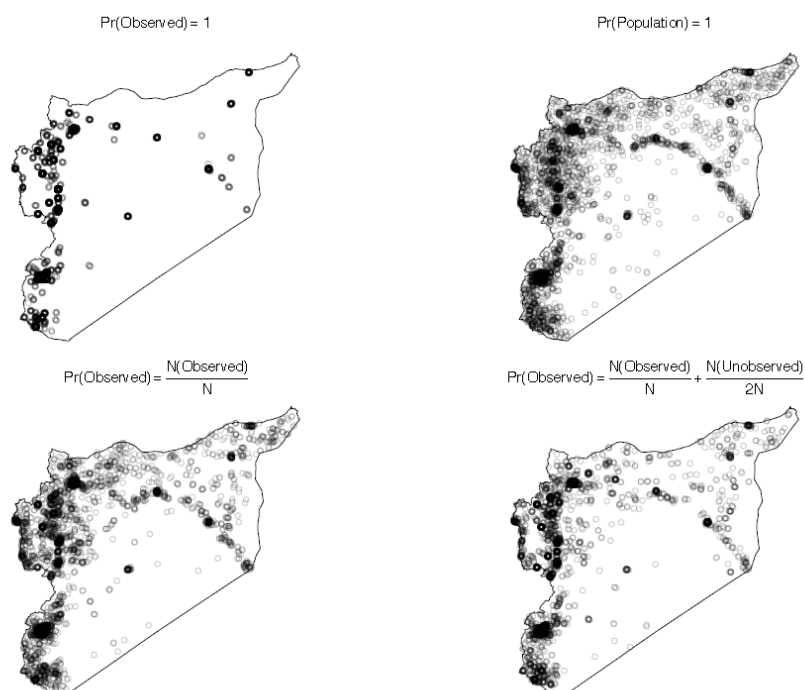 Pr(Observed) = 1
Pr(Population) = 1
Pr(Observed) = N(Observed) / N
Pr(Observed) = N(Observed) / N + N(Unobserved) / 2N